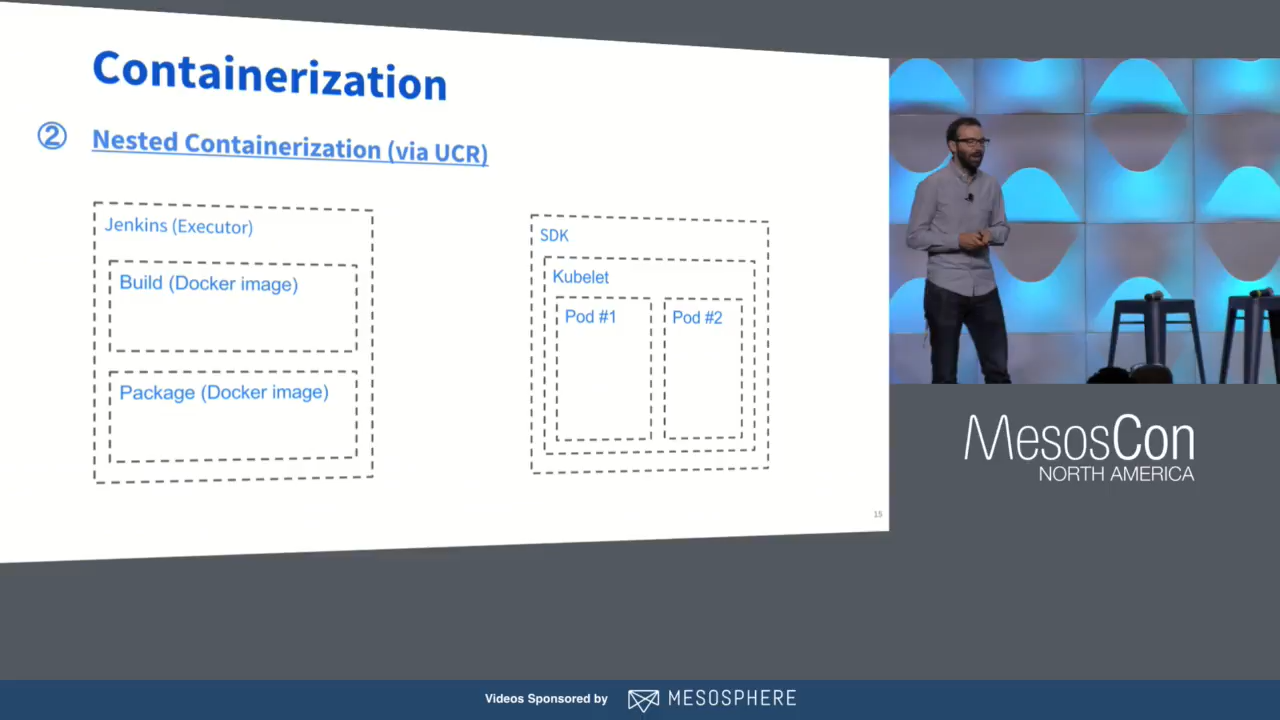 Containerization
② Nested Containerization (via UCR)
Jenkins (Executor)
Build (Docker image)
Package (Docker image)
SDK
Kubelet
Pod #1
Pod #2
15
MesosCon
NORTH AMERICA
Videos Sponsored by MESOSPHERE